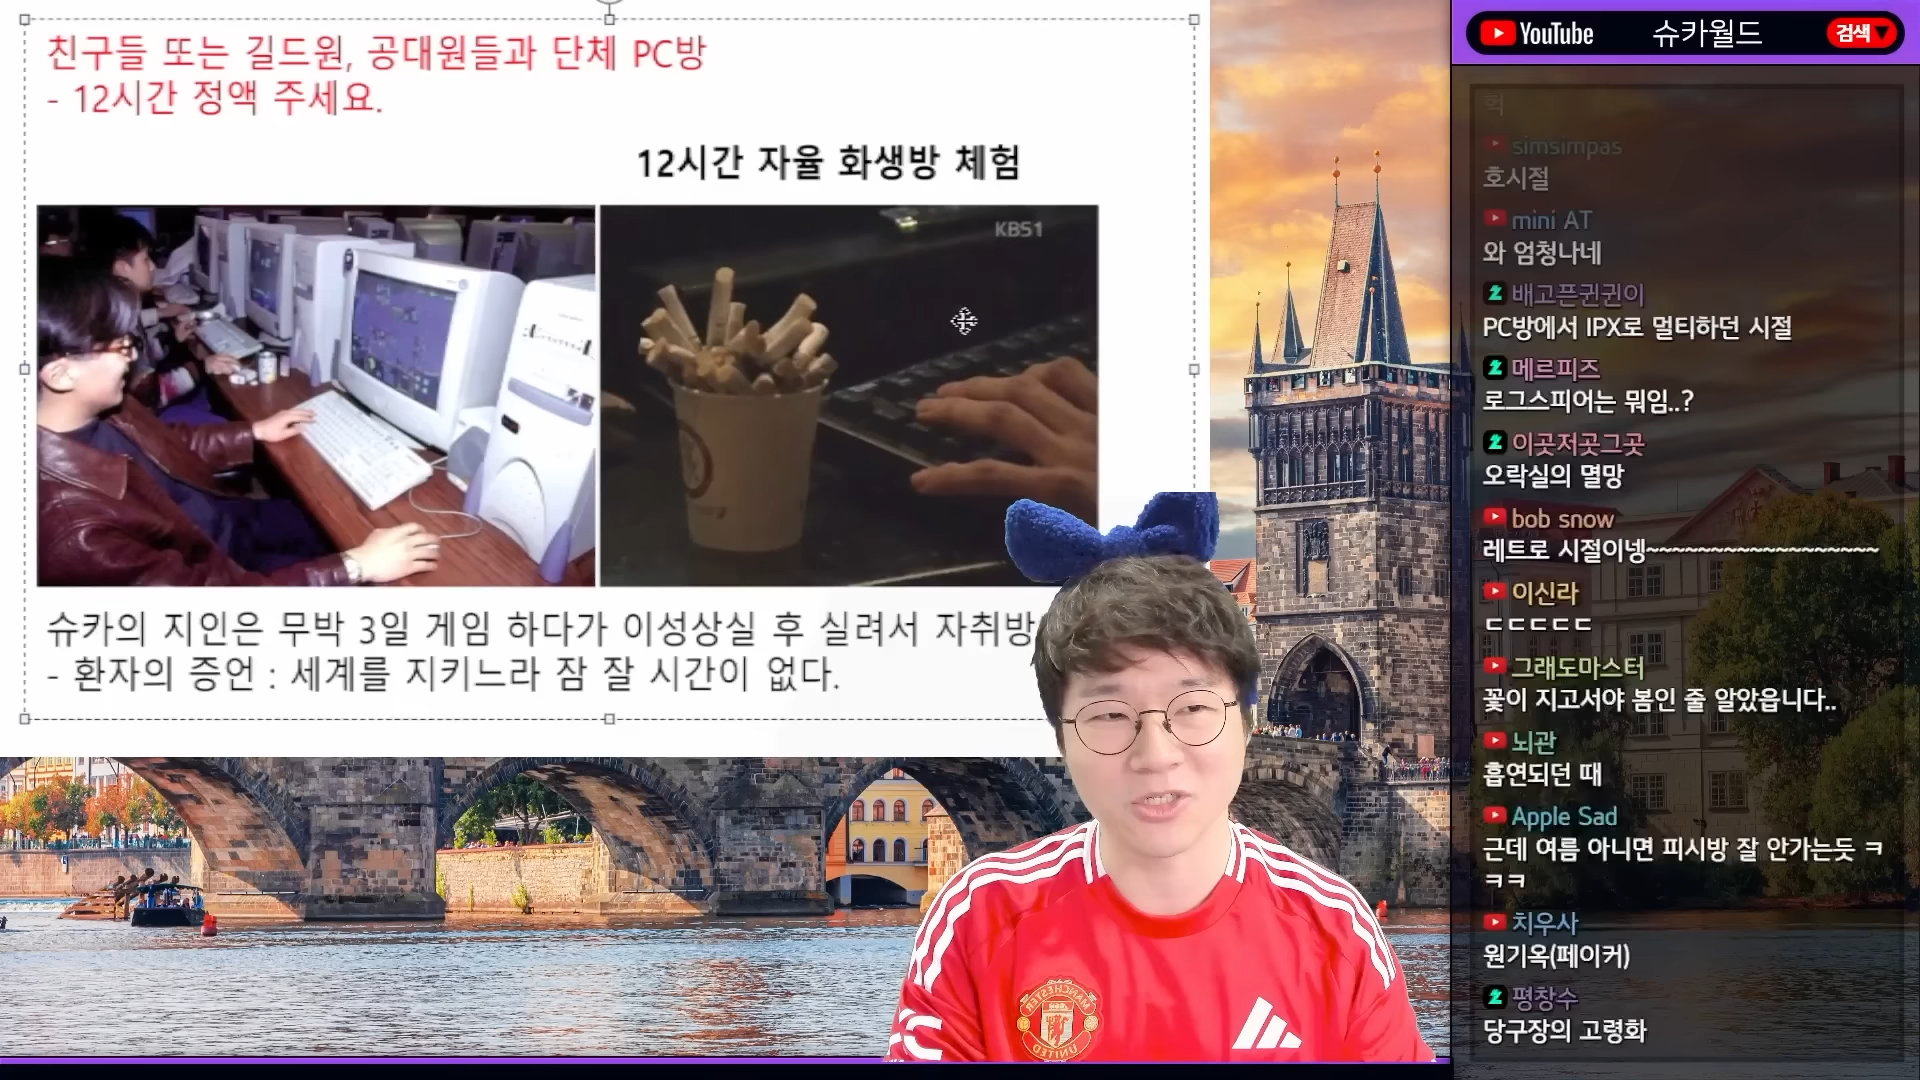 친구들 또는 길드원, 공대원들과 단체 PC방
- 12시간 정액 주세요.
12시간 자율 화생방 체험
KBS1
슈카의 지인은 무박 3일 게임 하다가 이성상실 후 실려서 자취방
- 환자의 증언 : 세계를 지키느라 잠 잘 시간이 없다.
YouTube 슈카월드 검색
헉
simsimpas
호시절
mini AT
와 엄청나네
배고픈귄귄이
PC방에서 IPX로 멀티하던 시절
메르피즈
로그스피어는 뭐임..?
이곳저곳그곳
오락실의 멸망
bob snow
레트로 시절이넹~~~~~~~~~~~~~~~~~~
이신라
ㄷㄷㄷㄷㄷ
그래도마스터
꽃이 지고서야 봄인 줄 알았읍니다..
뇌관
흡연되던 때
Apple Sad
근데 여름 아니면 피시방 잘 안가는듯 ㅋ
ㅋㅋ
치우사
원기옥(페이커)
평창수
당구장의 고령화
MANCHESTER
UNITED